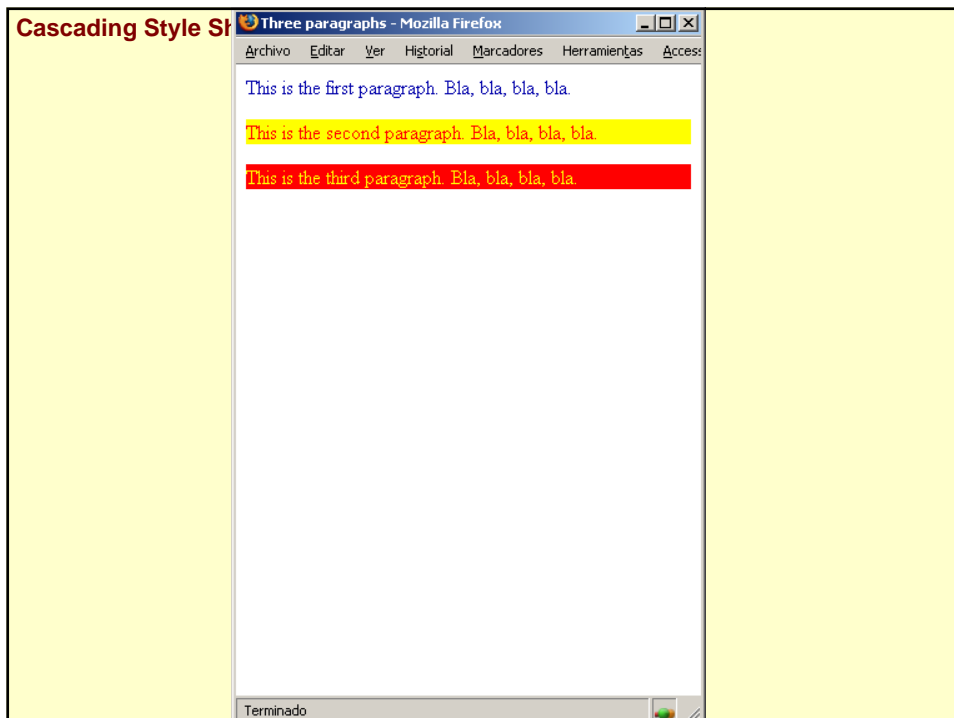 Cascading Style Sh
Three paragraphs - Mozilla Firefox
Archivo Editar Ver Historial Marcadores Herramientas Acces
This is the first paragraph. Bla, bla, bla, bla.
This is the second paragraph. Bla, bla, bla, bla.
This is the third paragraph. Bla, bla, bla, bla.
Terminado